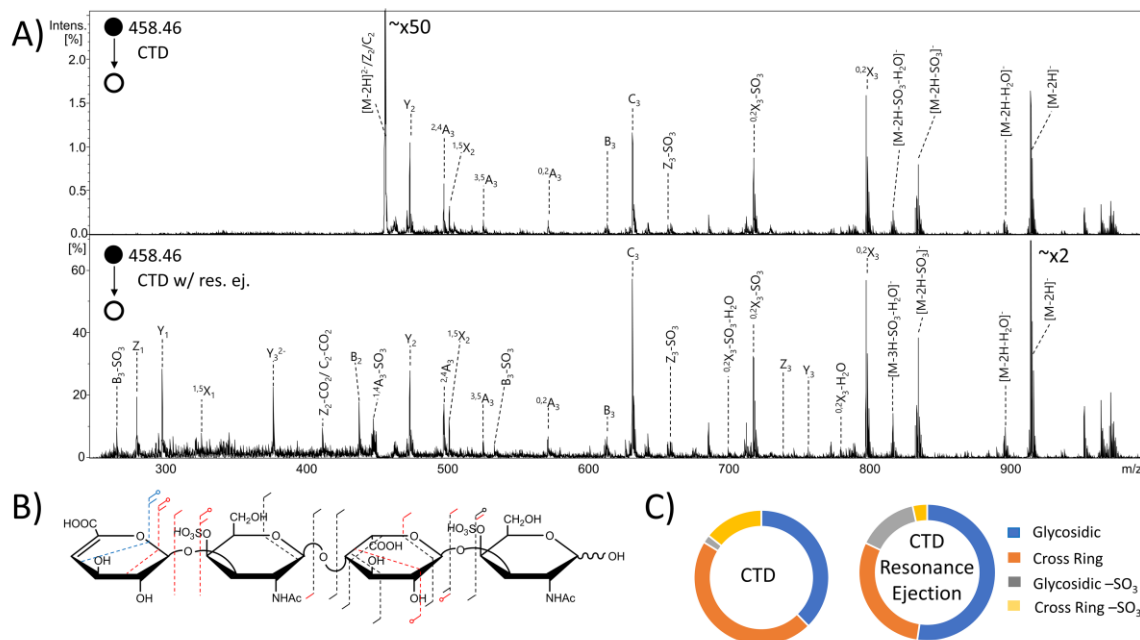 A)
Intens.
[%]
458.46
CTD
~x50
[M-2H]²⁻/Z₂/C₂
Y₂
²,⁴A₃
¹,⁵X₂
³,⁵A₃
⁰,²A₃
B₃
C₃
Z₃-SO₃
⁰,²X₃-SO₃
⁰,²X₃
[M-2H-SO₃-H₂O]⁻
[M-2H-SO₃]⁻
[M-2H-H₂O]⁻
[M-2H]⁻
2.0
1.5
1.0
0.5
0.0
[%]
458.46
CTD w/ res. ej.
~x2
B₃-SO₃
Z₁
Y₁
¹,⁵X₁
Y₃²⁻
Z₂-CO₂/ C₂-CO₂
B₂
¹,⁴A₃-SO₃
Y₂
²,⁴A₃
¹,⁵X₂
³,⁵A₃
B₃-SO₃
⁰,²A₃
B₃
C₃
Z₃-SO₃
⁰,²X₃-SO₃-H₂O
⁰,²X₃-SO₃
Z₃
Y₃
⁰,²X₃-H₂O
⁰,²X₃
[M-3H-SO₃-H₂O]⁻
[M-2H-SO₃]⁻
[M-2H-H₂O]⁻
[M-2H]⁻
60
40
20
0
300 400 500 600 700 800 900 m/z
B)
HOOC O OH OH O
HO₃SO CH₂OH O NHAc O
COOH O OH OH O
HO₃SO CH₂OH O OH NHAc
C)
CTD
CTD
Resonance
Ejection
Glycosidic
Cross Ring
Glycosidic –SO₃
Cross Ring –SO₃